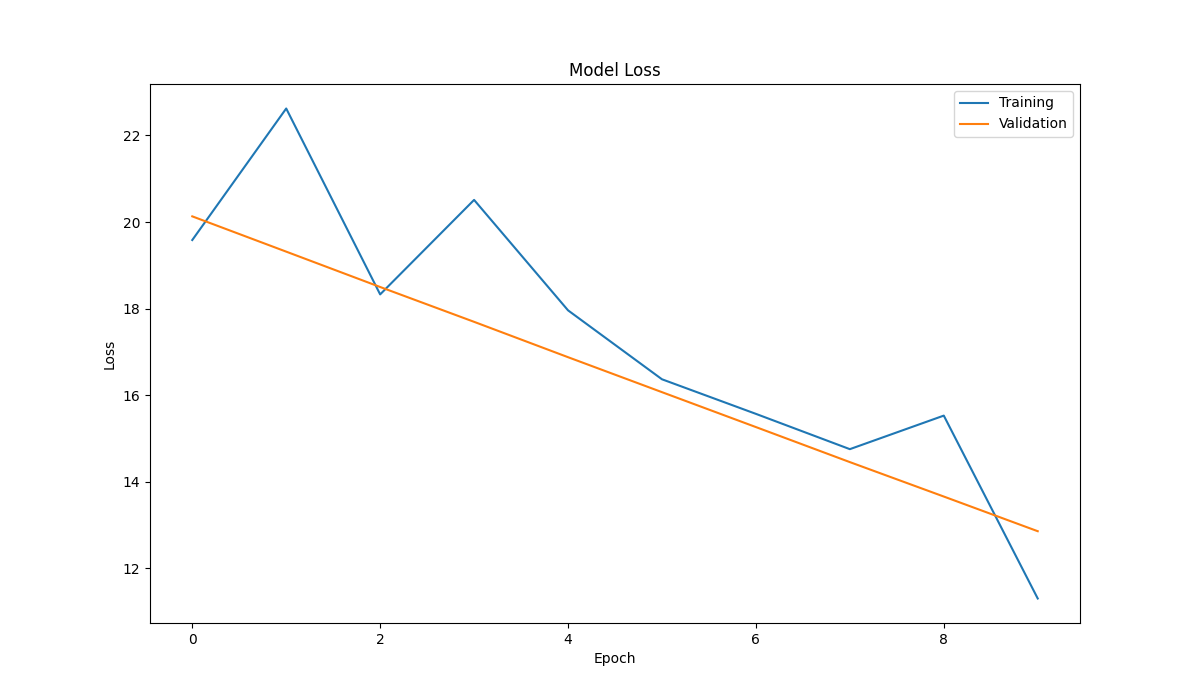 Model Loss
Training
Validation
22
20
18
16
14
12
Loss
0 2 4 6 8
Epoch